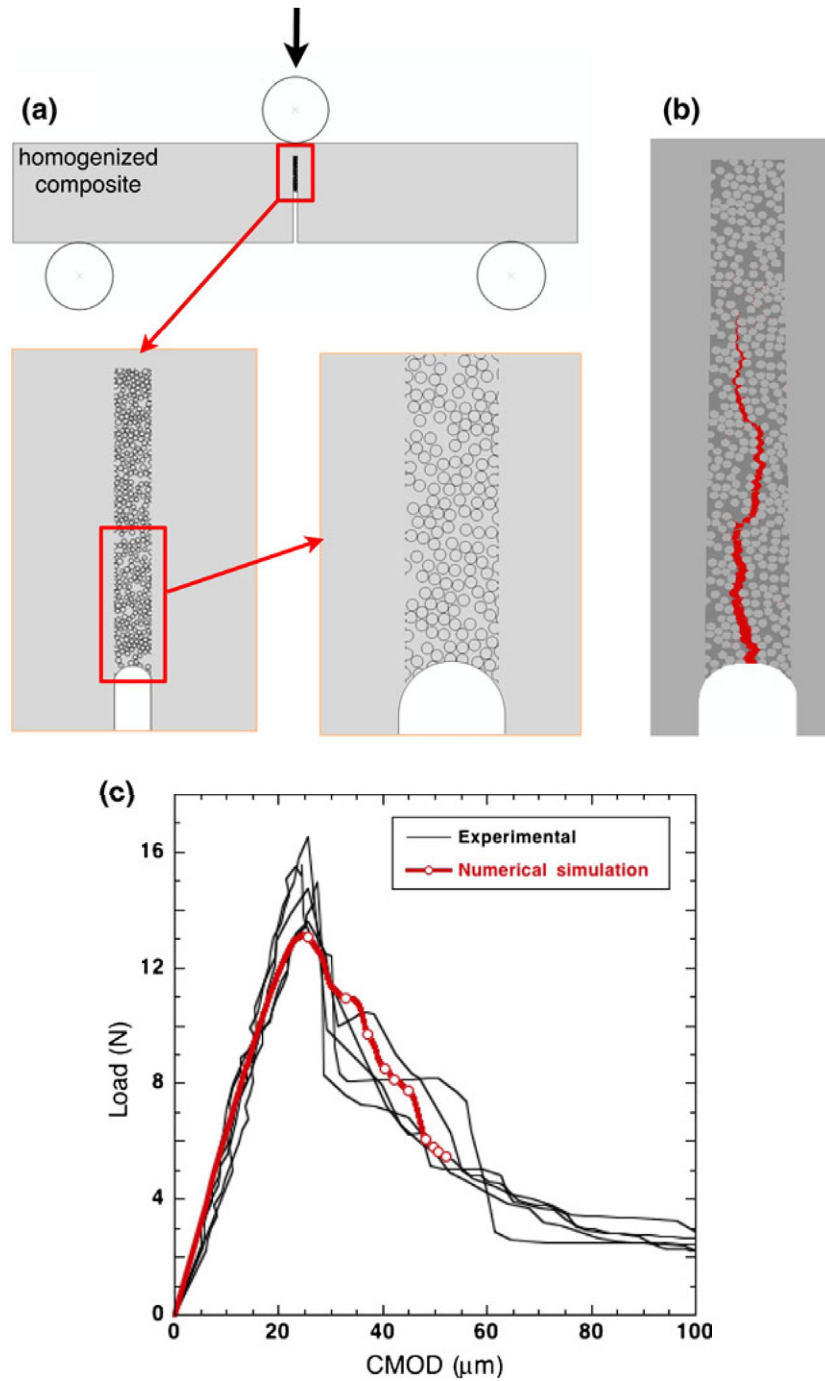 (a)
homogenized
composite
(b)
(c)
Experimental
Numerical simulation
16
12
8
4
0
Load (N)
0 20 40 60 80 100
CMOD (μm)